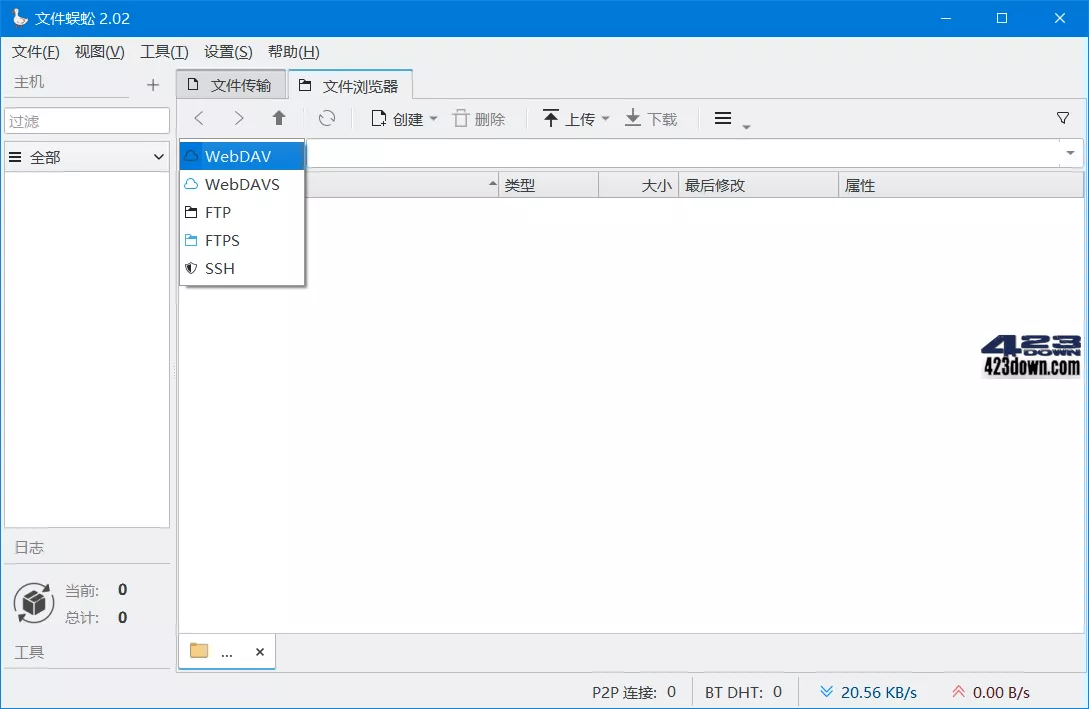 文件蜈蚣 2.02
文件(F) 视图(V) 工具(T) 设置(S) 帮助(H)
主机
文件传输 文件浏览器
过滤
创建 删除 上传 下载
全部
WebDAV
WebDAVS
FTP
FTPS
SSH
类型 大小 最后修改 属性
423
DOWN
423down.com
日志
当前: 0
总计: 0
工具
...
P2P 连接: 0 BT DHT: 0 20.56 KB/s 0.00 B/s